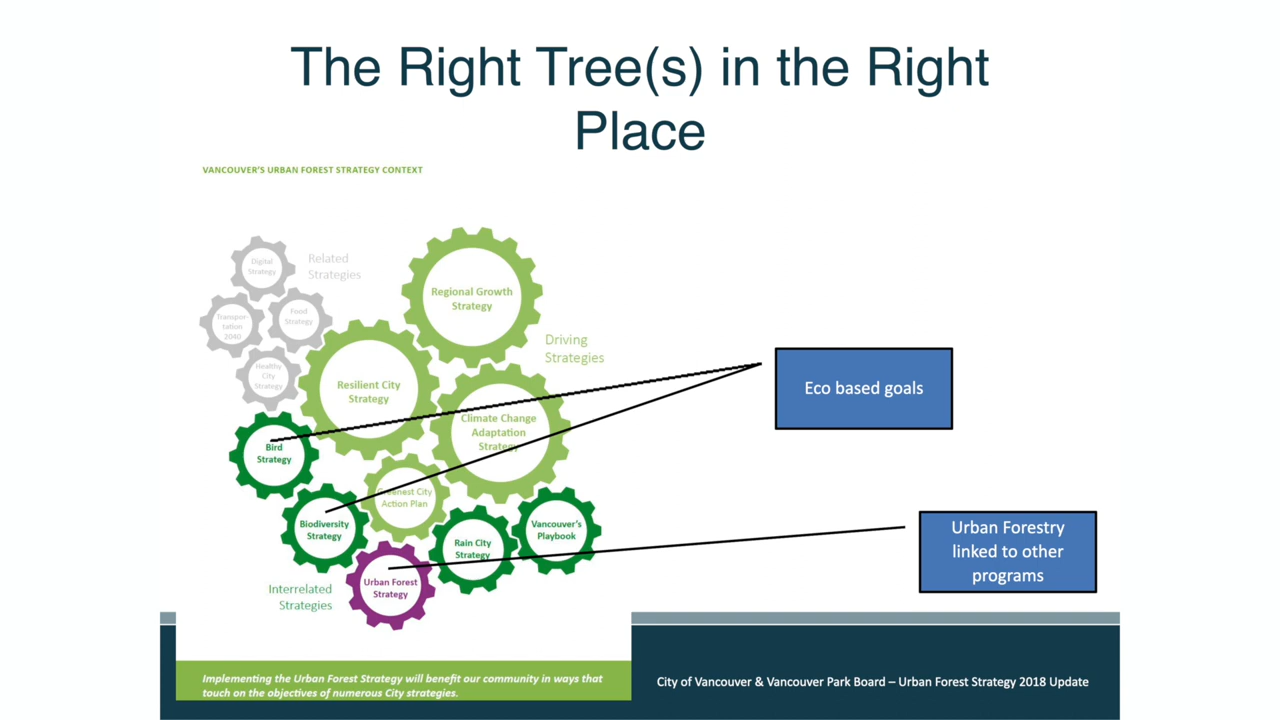 The Right Tree(s) in the Right
Place
VANCOUVER'S URBAN FOREST STRATEGY CONTEXT
Digital
Strategy
Related
Strategies
Transpor-
tation
2040
Food
Strategy
Healthy
City
Strategy
Regional Growth
Strategy
Driving
Strategies
Resilient City
Strategy
Climate Change
Adaptation
Strategy
Eco based goals
Bird
Strategy
Greenest City
Action Plan
Biodiversity
Strategy
Rain City
Strategy
Vancouver's
Playbook
Urban Forestry
linked to other
programs
Interrelated
Strategies
Urban Forest
Strategy
Implementing the Urban Forest Strategy will benefit our community in ways that
touch on the objectives of numerous City strategies.
City of Vancouver & Vancouver Park Board – Urban Forest Strategy 2018 Update